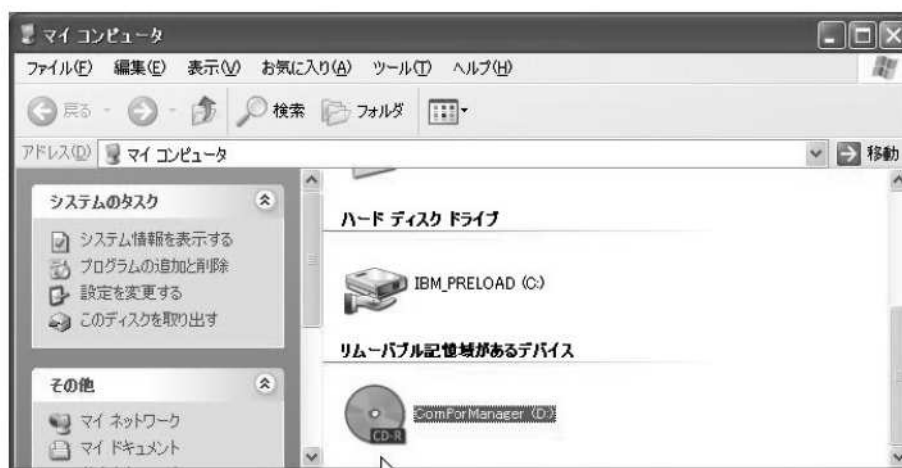 マイ コンピュータ
ファイル(F) 編集(E) 表示(V) お気に入り(A) ツール(T) ヘルプ(H)
戻る 検索 フォルダ
アドレス(D) マイ コンピュータ 移動
システムのタスク
システム情報を表示する
プログラムの追加と削除
設定を変更する
このディスクを取り出す
その他
マイ ネットワーク
マイ ドキュメント
ハード ディスク ドライブ
IBM_PRELOAD (C:)
リムーバブル記憶域があるデバイス
ComPorManager (D:)
CD-R